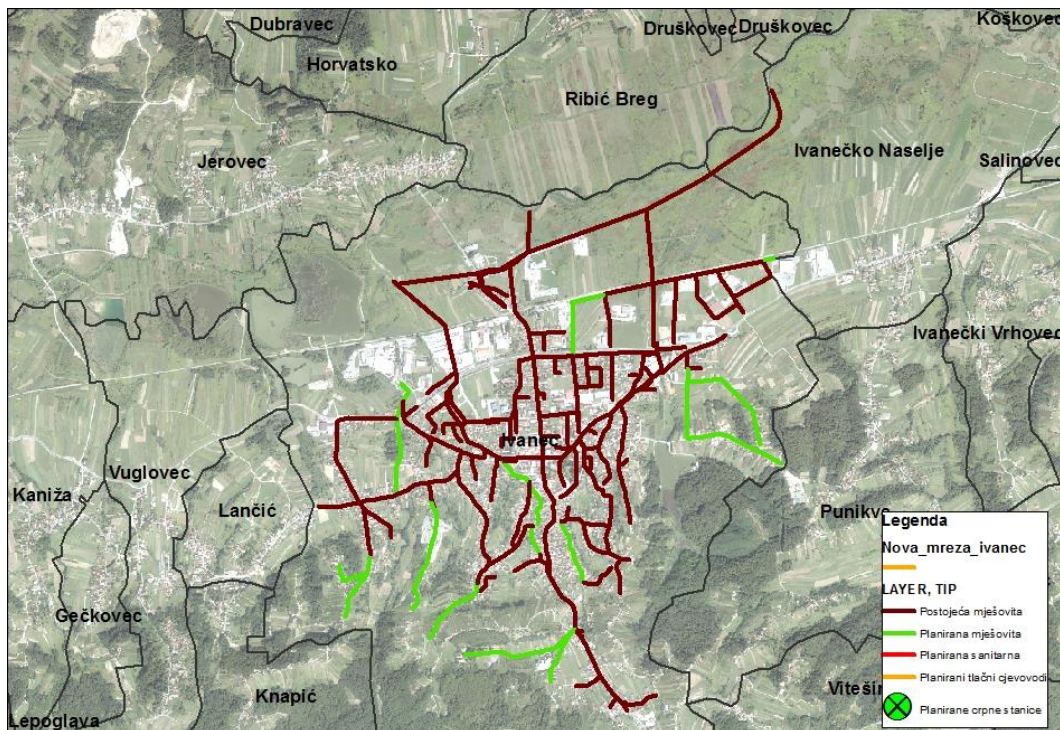 Dubravec
Horvatsko
Druškovec
Druškovec
Koškovec
Ribić Breg
Jerovec
Ivanečko Naselje
Salinovec
Ivanečki Vrhovec
Ivanec
Vuglovec
Kaniža
Lančić
Punikve
Gečkovec
Knapić
Lepoglava
Legenda
Nova_mreza_ivanec
LAYER, TIP
Postojeća mješovita
Planirana mješovita
Planirana sanitarna
Planirani tlačni cjevovodi
Planirane crpne stanice